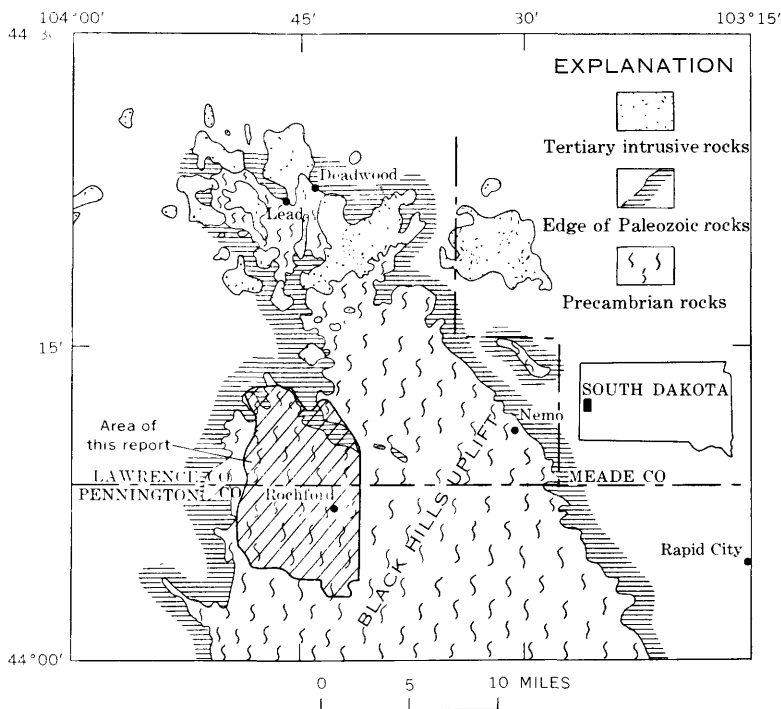 104°00' 45' 30' 103°15'
EXPLANATION
Tertiary intrusive rocks
Edge of Paleozoic rocks
Precambrian rocks
Deadwood
Lead
15'
SOUTH DAKOTA
Nemo
Area of
this report
LAWRENCE CO
PENNINGTON CO
MEADE CO
Rochford
BLACK HILLS UPLIFT
Rapid City
44°00'
0 5 10 MILES